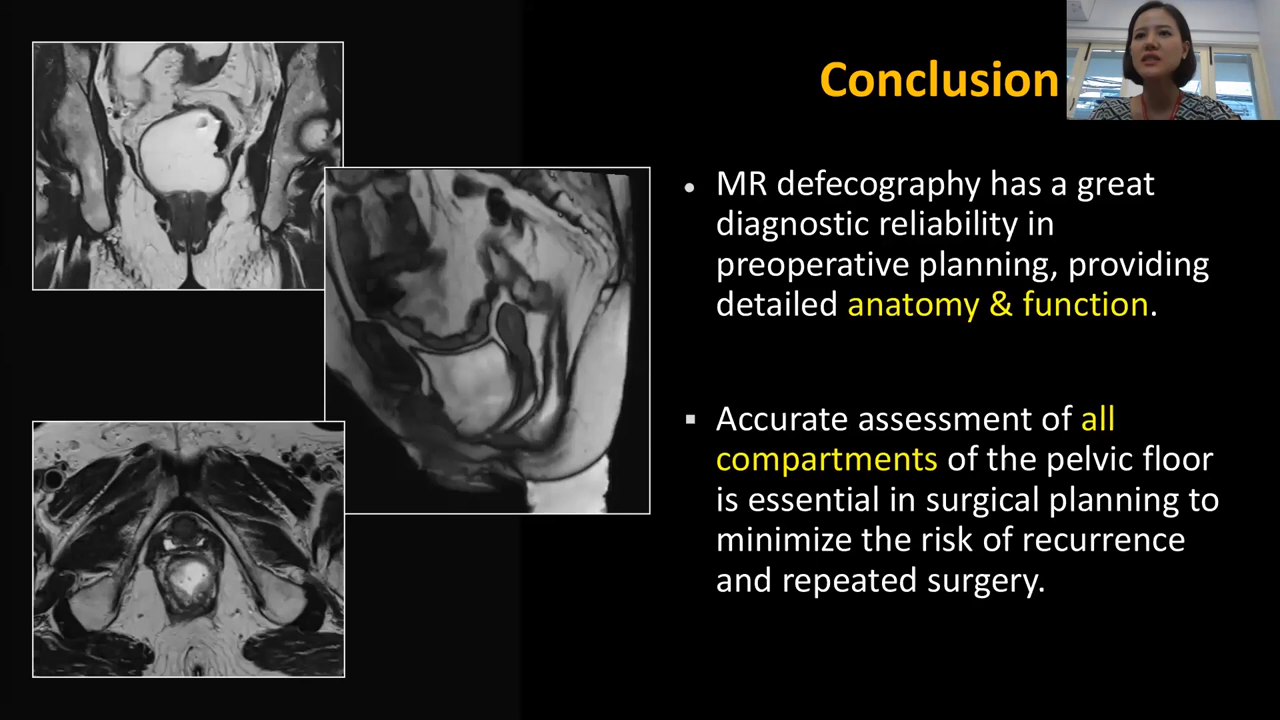 Conclusion
• MR defecography has a great
diagnostic reliability in
preoperative planning, providing
detailed anatomy & function.
▪ Accurate assessment of all
compartments of the pelvic floor
is essential in surgical planning to
minimize the risk of recurrence
and repeated surgery.